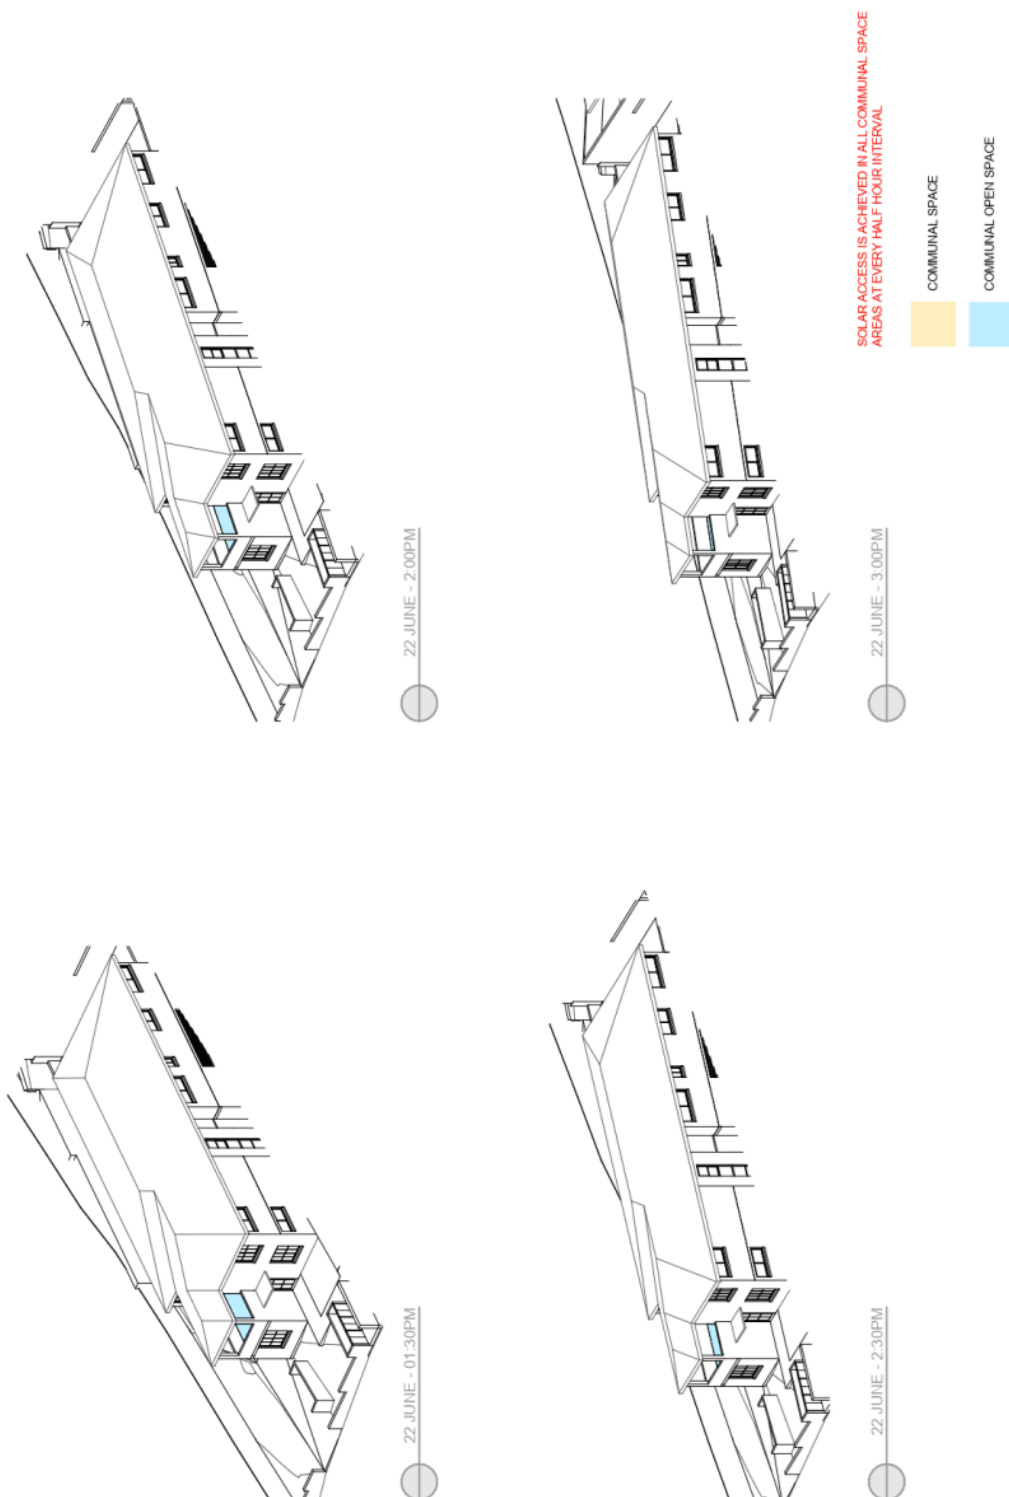 22 JUNE - 01:30PM
22 JUNE - 2:00PM
22 JUNE - 2:30PM
22 JUNE - 3:00PM
SOLAR ACCESS IS ACHIEVED IN ALL COMMUNAL SPACE
AREAS AT EVERY HALF HOUR INTERVAL
COMMUNAL SPACE
COMMUNAL OPEN SPACE